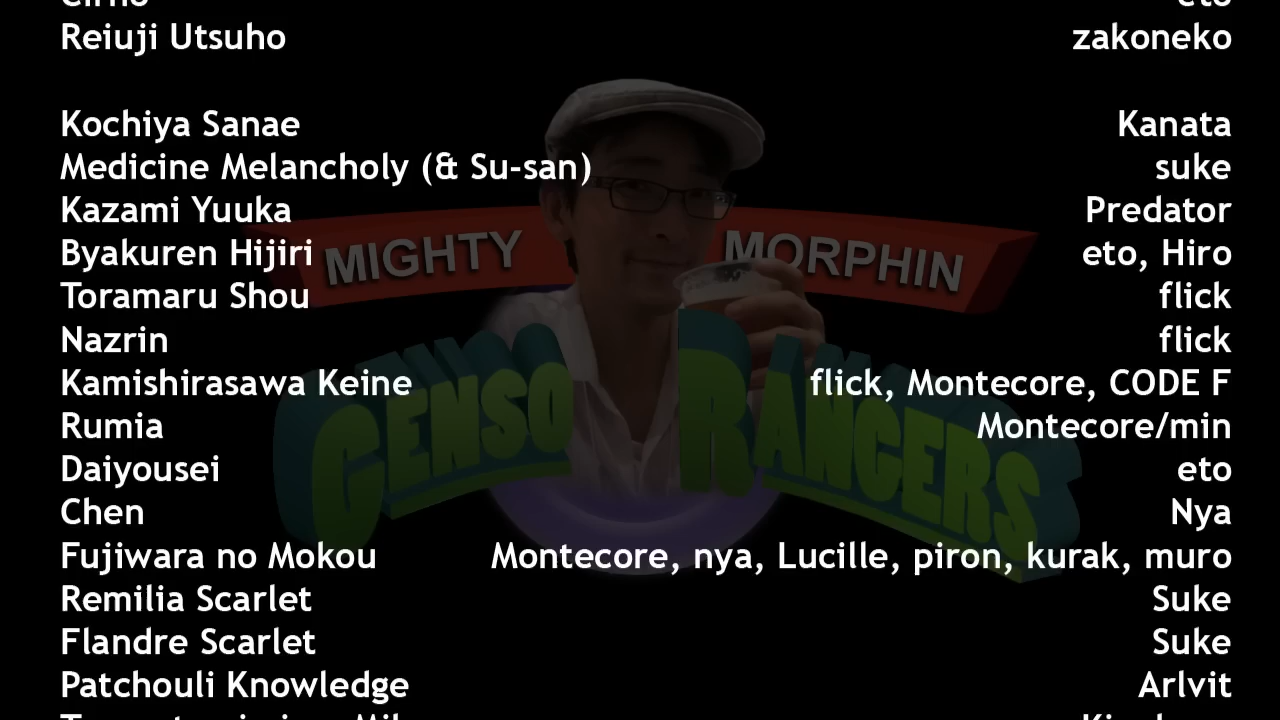 Cirno eto
Reiuji Utsuho zakoneko
Kochiya Sanae Kanata
Medicine Melancholy (& Su-san) suke
Kazami Yuuka Predator
Byakuren Hijiri eto, Hiro
Toramaru Shou flick
Nazrin flick
Kamishirasawa Keine flick, Montecore, CODE F
Rumia Montecore/min
Daiyousei eto
Chen Nya
Fujiwara no Mokou Montecore, nya, Lucille, piron, kurak, muro
Remilia Scarlet Suke
Flandre Scarlet Suke
Patchouli Knowledge Arlvit
MIGHTY MORPHIN
GENSO RANGERS